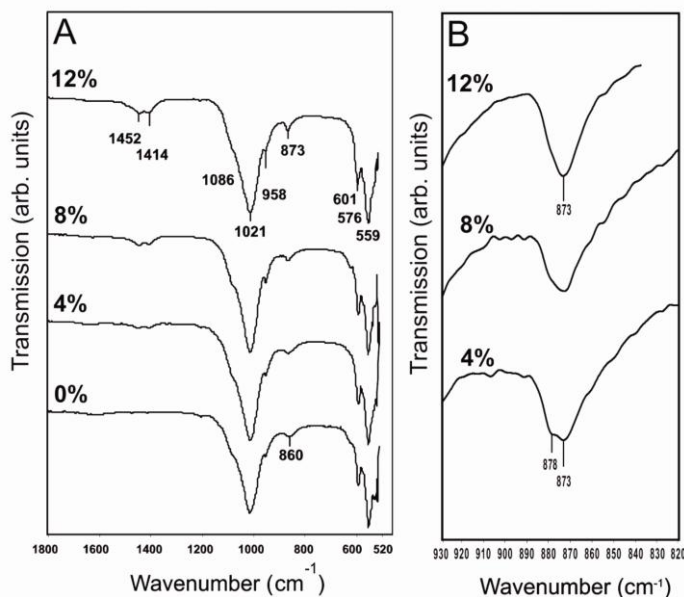 A
12%
1452
1414
1086
958
873
1021
601
576
559
8%
4%
0%
860
Transmission (arb. units)
1800 1600 1400 1200 1000 800 600 520
Wavenumber (cm⁻¹)
B
12%
873
8%
4%
878
873
Transmission (arb. units)
930 920 910 900 890 880 870 860 850 840 830 820
Wavenumber (cm⁻¹)